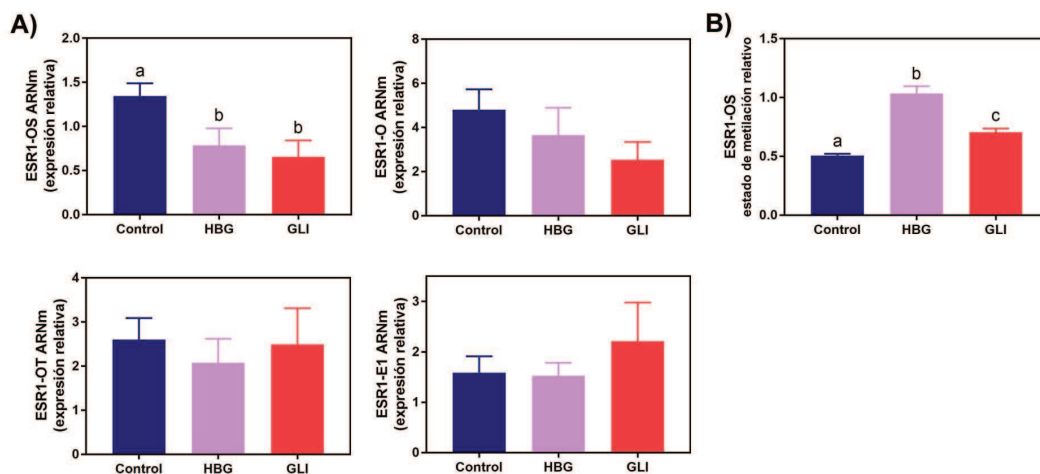 A)
ESR1-OS ARNm
(expresión relativa)
2.0
1.5
1.0
0.5
0.0
a
b
b
Control HBG GLI
ESR1-O ARNm
(expresión relativa)
8
6
4
2
0
Control HBG GLI
B)
ESR1-OS
estado de metilación relativo
1.5
1.0
0.5
0.0
a
b
c
Control HBG GLI
ESR1-OT ARNm
(expresión relativa)
4
3
2
1
0
Control HBG GLI
ESR1-E1 ARNm
(expresión relativa)
3
2
1
0
Control HBG GLI